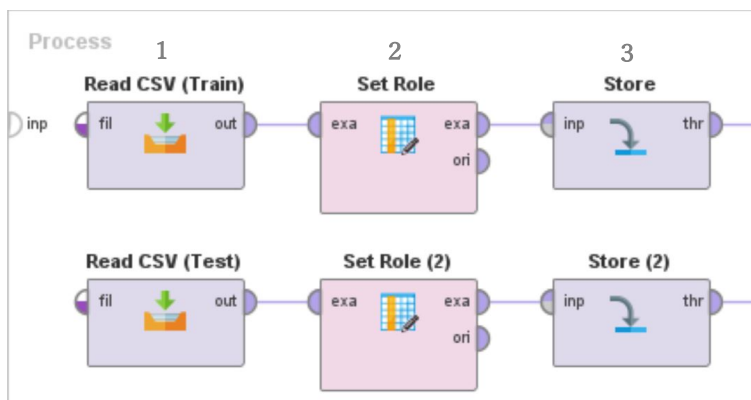 Process
1 2 3
Read CSV (Train) Set Role Store
inp fil out exa exa inp thr
ori
Read CSV (Test) Set Role (2) Store (2)
fil out exa exa inp thr
ori